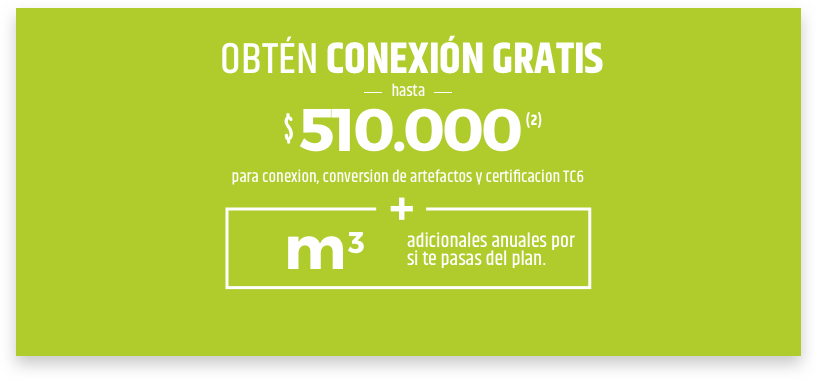 OBTÉN CONEXIÓN GRATIS
hasta
$ 510.000 (2)
para conexion, conversion de artefactos y certificacion TC6
+
m³
adicionales anuales por
si te pasas del plan.